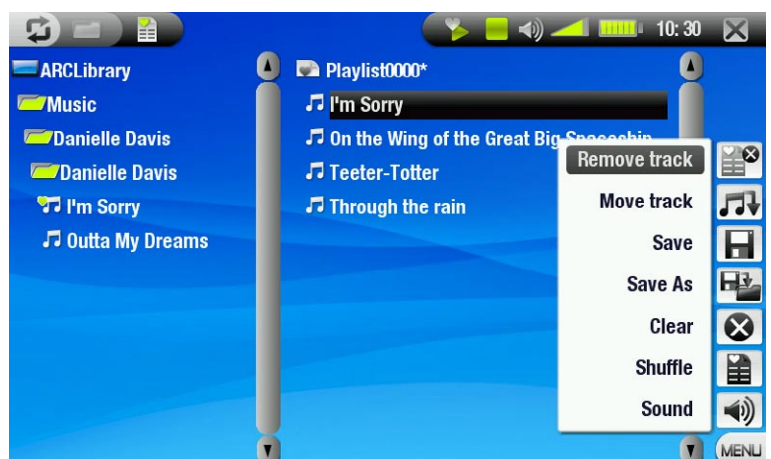 10:30
ARCLibrary
Music
Danielle Davis
Danielle Davis
I'm Sorry
Outta My Dreams
Playlist0000*
I'm Sorry
On the Wing of the Great Big Spaceship
Teeter-Totter
Through the rain
Remove track
Move track
Save
Save As
Clear
Shuffle
Sound
MENU